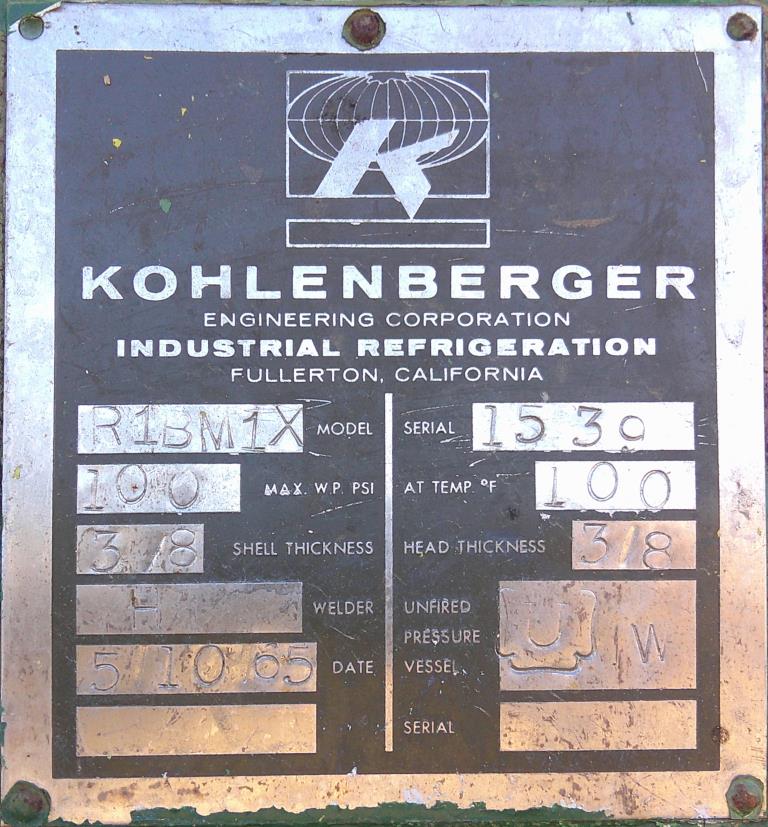 K
KOHLENBERGER
ENGINEERING CORPORATION
INDUSTRIAL REFRIGERATION
FULLERTON, CALIFORNIA
R1BM1X MODEL
SERIAL 1539
100 MAX. W.P. PSI
AT TEMP. °F 100
3/8 SHELL THICKNESS
HEAD THICKNESS 3/8
H WELDER
UNFIRED
PRESSURE
VESSEL
U W
5/10/65 DATE
SERIAL